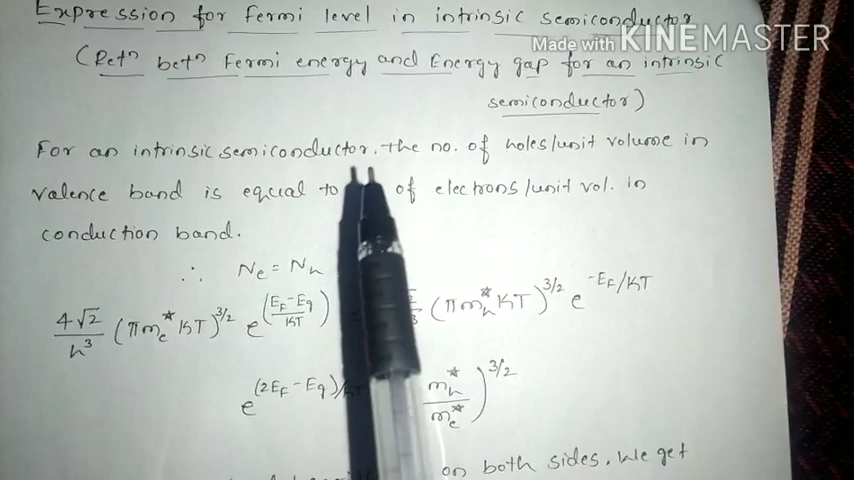 Expression for Fermi level in intrinsic semiconductor
Made with KINEMASTER
(Retⁿ betⁿ Fermi energy and Energy gap for an intrinsic
semiconductor)
For an intrinsic semiconductor. The no. of holes/unit volume in
valence band is equal to of electrons/unit vol. in
conduction band.
∴ Ne = Nh
4√2/h³ (πme* KT)^3/2 e^((EF-Eg)/KT) (πmh* KT)^3/2 e^-EF/KT
e^(2EF-Eg)/ (mh*/me*)^3/2
on both sides, We get